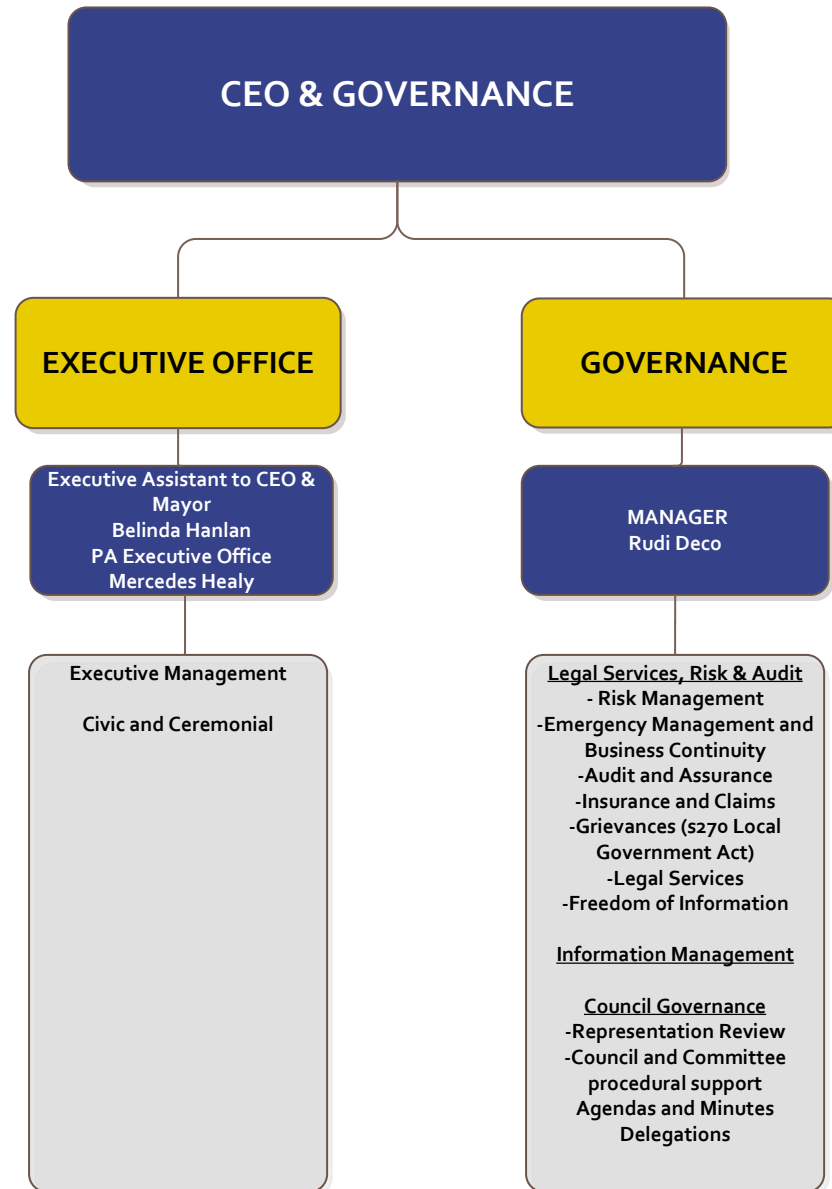 CEO & GOVERNANCE
EXECUTIVE OFFICE
Executive Assistant to CEO &
Mayor
Belinda Hanlan
PA Executive Office
Mercedes Healy
Executive Management
Civic and Ceremonial
GOVERNANCE
MANAGER
Rudi Deco
Legal Services, Risk & Audit
- Risk Management
-Emergency Management and
Business Continuity
-Audit and Assurance
-Insurance and Claims
-Grievances (s270 Local
Government Act)
-Legal Services
-Freedom of Information
Information Management
Council Governance
-Representation Review
-Council and Committee
procedural support
Agendas and Minutes
Delegations